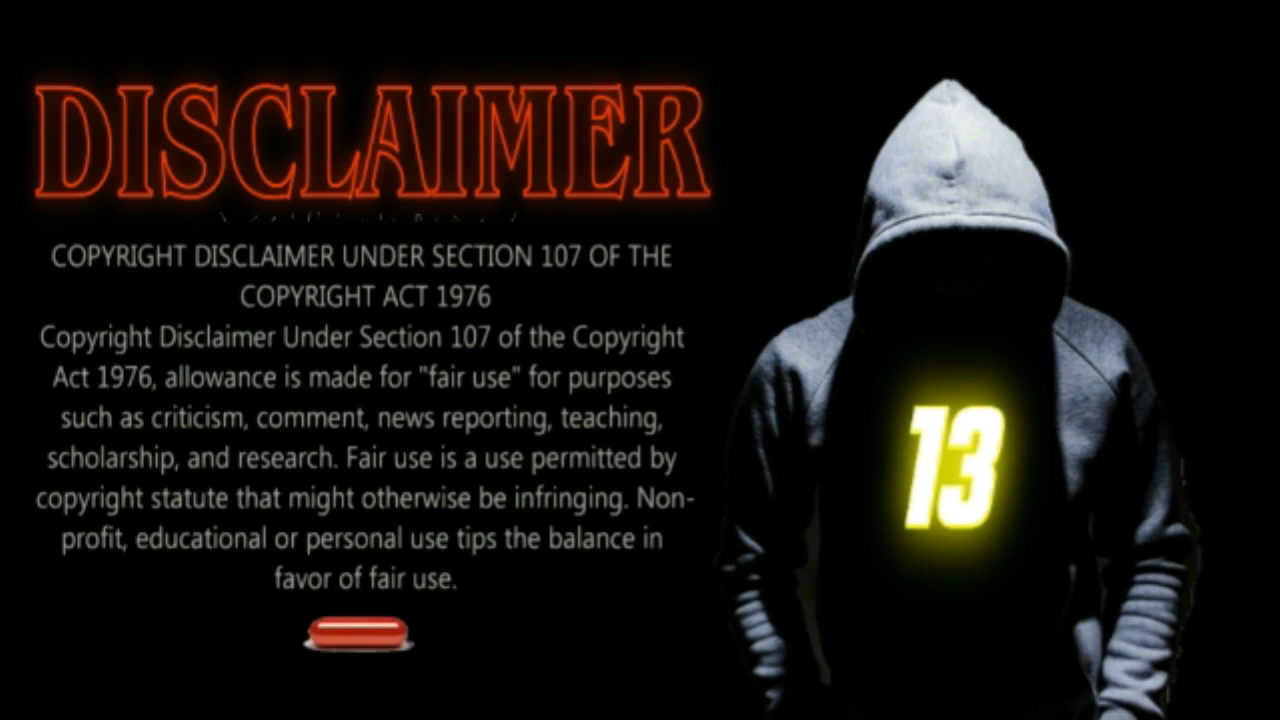 DISCLAIMER
COPYRIGHT DISCLAIMER UNDER SECTION 107 OF THE
COPYRIGHT ACT 1976
Copyright Disclaimer Under Section 107 of the Copyright
Act 1976, allowance is made for "fair use" for purposes
such as criticism, comment, news reporting, teaching,
scholarship, and research. Fair use is a use permitted by
copyright statute that might otherwise be infringing. Non-
profit, educational or personal use tips the balance in
favor of fair use.
13